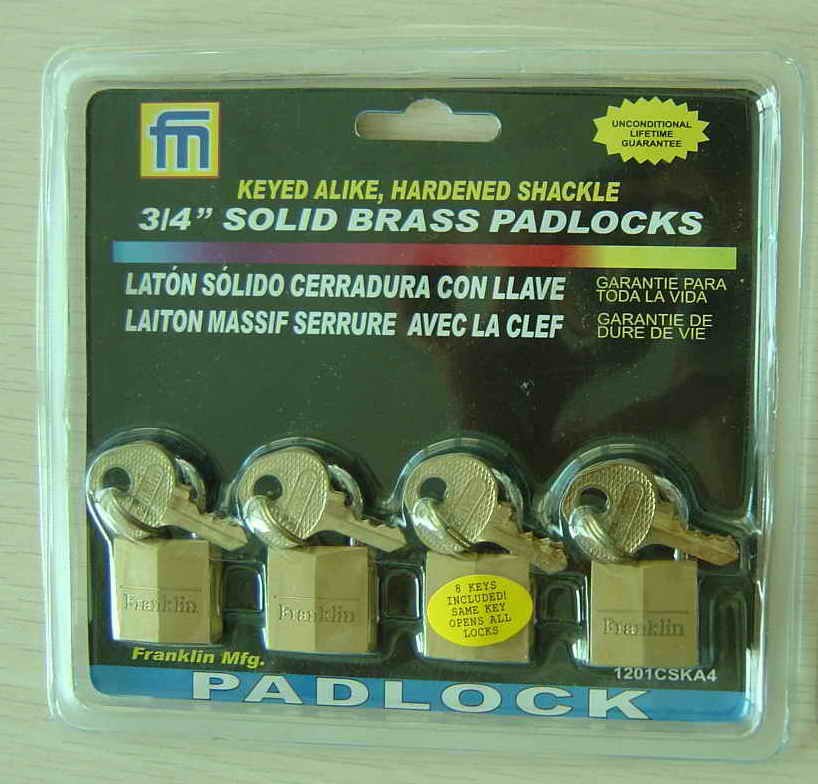 fm
UNCONDITIONAL
LIFETIME
GUARANTEE
KEYED ALIKE, HARDENED SHACKLE
3/4" SOLID BRASS PADLOCKS
LATÓN SÓLIDO CERRADURA CON LLAVE
GARANTIE PARA
TODA LA VIDA
LAITON MASSIF SERRURE AVEC LA CLEF
GARANTIE DE
DURE DE VIE
Franklin
Franklin
8 KEYS
INCLUDED!
SAME KEY
OPENS ALL
LOCKS
Franklin
Franklin Mfg.
1201CSKA4
PADLOCK